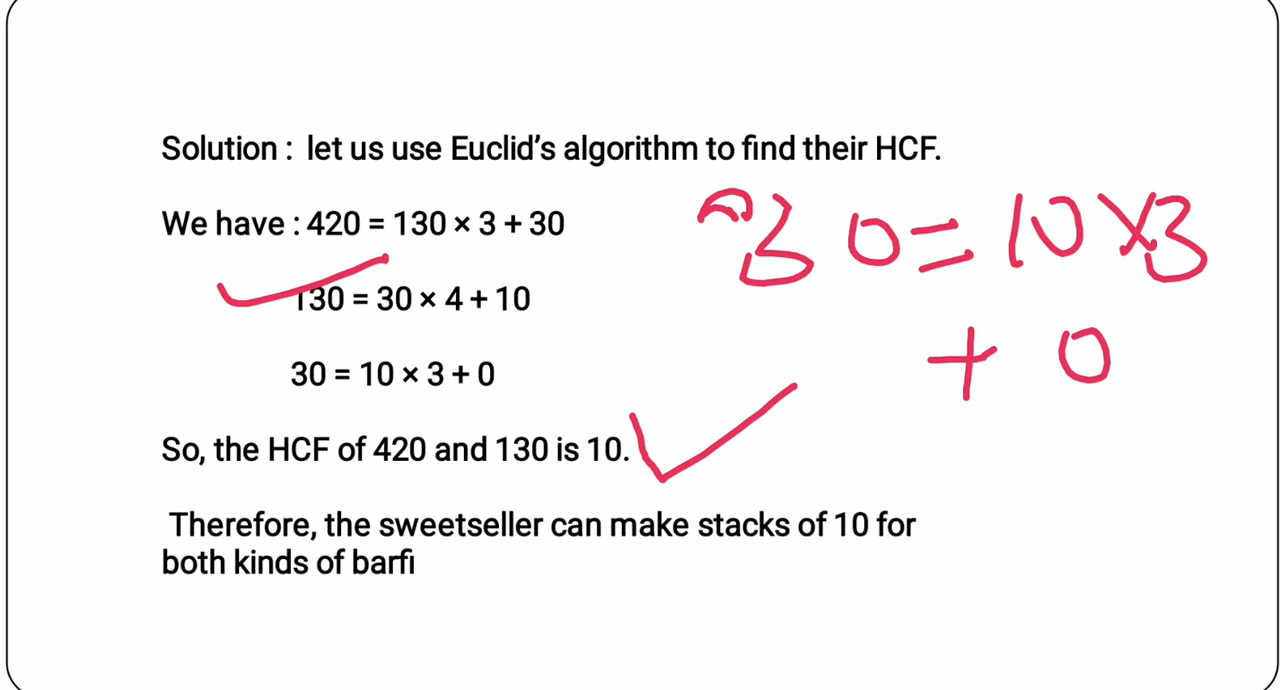 Solution : let us use Euclid's algorithm to find their HCF.
We have : 420 = 130 × 3 + 30
130 = 30 × 4 + 10
30 = 10 × 3 + 0
So, the HCF of 420 and 130 is 10.
Therefore, the sweetseller can make stacks of 10 for
both kinds of barfi
30 = 10 × 3
+ 0